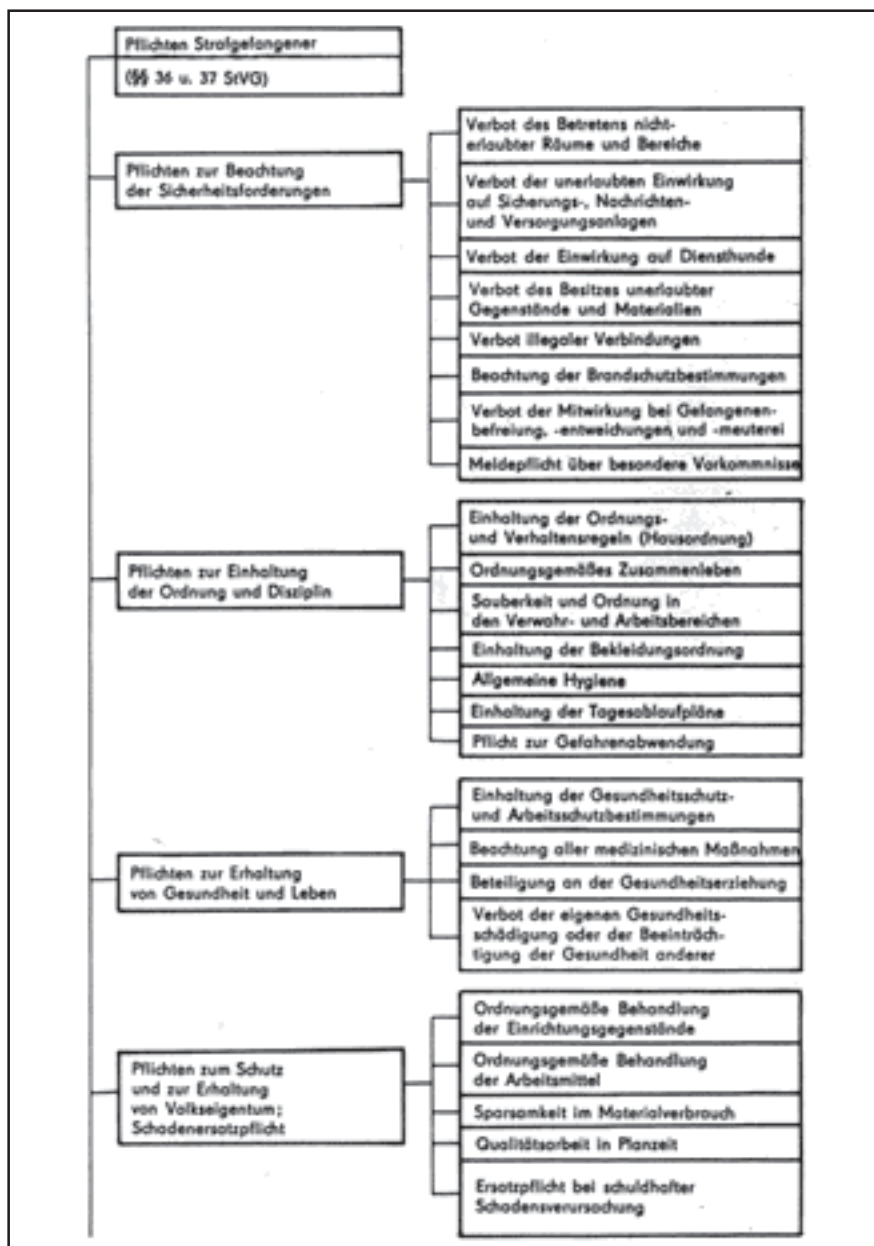 Pflichten Strafgefangener
(§§ 36 u. 37 StVG)
Pflichten zur Beachtung
der Sicherheitsforderungen
Verbot des Betretens nicht-
erlaubter Räume und Bereiche
Verbot der unerlaubten Einwirkung
auf Sicherungs-, Nachrichten-
und Versorgungsanlagen
Verbot der Einwirkung auf Diensthunde
Verbot des Besitzes unerlaubter
Gegenstände und Materialien
Verbot illegaler Verbindungen
Beachtung der Brandschutzbestimmungen
Verbot der Mitwirkung bei Gefangenen-
befreiung, -entweichungen und -meuterei
Meldepflicht über besondere Vorkommnisse
Pflichten zur Einhaltung
der Ordnung und Disziplin
Einhaltung der Ordnungs-
und Verhaltensregeln (Hausordnung)
Ordnungsgemäßes Zusammenleben
Sauberkeit und Ordnung in
den Verwahr- und Arbeitsbereichen
Einhaltung der Bekleidungsordnung
Allgemeine Hygiene
Einhaltung der Tagesablaufpläne
Pflicht zur Gefahrenabwendung
Pflichten zur Erhaltung
von Gesundheit und Leben
Einhaltung der Gesundheitsschutz-
und Arbeitsschutzbestimmungen
Beachtung aller medizinischen Maßnahmen
Beteiligung an der Gesundheitserziehung
Verbot der eigenen Gesundheits-
schädigung oder der Beeinträch-
tigung der Gesundheit anderer
Pflichten zum Schutz
und zur Erhaltung
von Volkseigentum;
Schadenersatzpflicht
Ordnungsgemäße Behandlung
der Einrichtungsgegenstände
Ordnungsgemäße Behandlung
der Arbeitsmittel
Sparsamkeit im Materialverbrauch
Qualitätsarbeit in Planzeit
Ersatzpflicht bei schuldhafter
Schadensverursachung